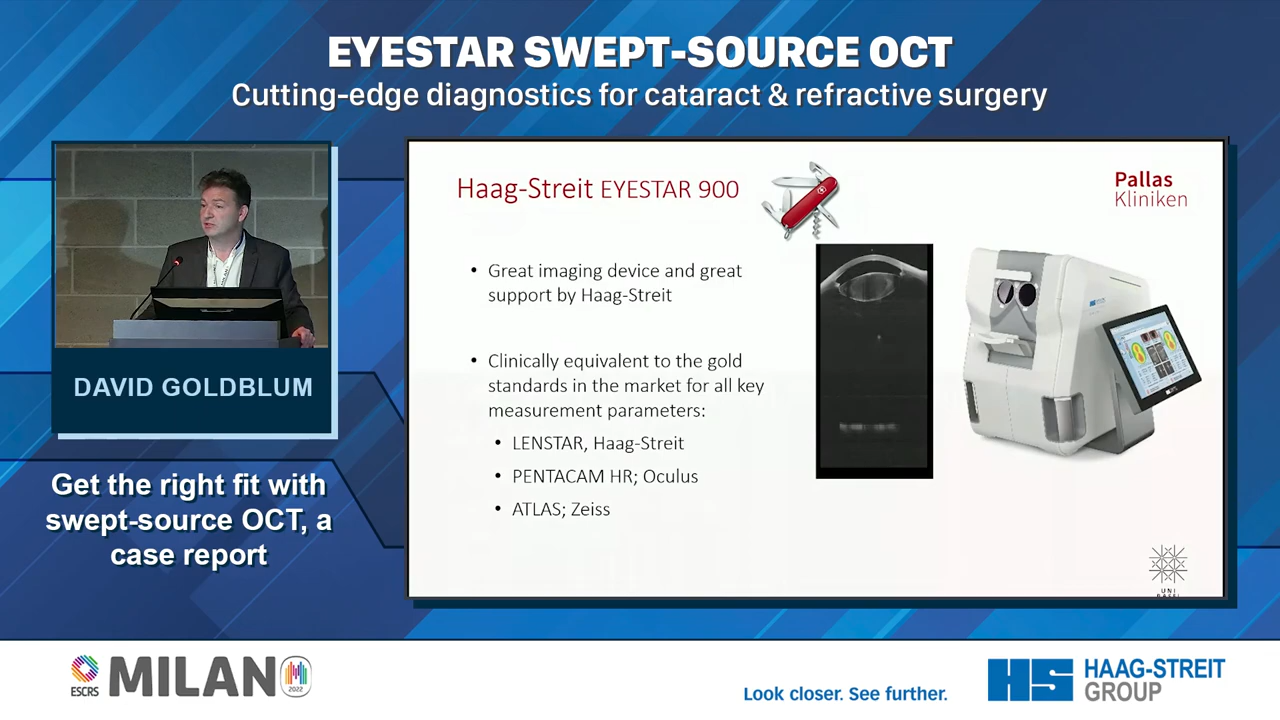 EYESTAR SWEPT-SOURCE OCT
Cutting-edge diagnostics for cataract & refractive surgery
DAVID GOLDBLUM
Get the right fit with
swept-source OCT, a
case report
Haag-Streit EYESTAR 900
Pallas
Kliniken
• Great imaging device and great
support by Haag-Streit
• Clinically equivalent to the gold
standards in the market for all key
measurement parameters:
• LENSTAR, Haag-Streit
• PENTACAM HR; Oculus
• ATLAS; Zeiss
UNI
ESCRS
MILANO
2022
Look closer. See further.
HS
HAAG-STREIT
GROUP